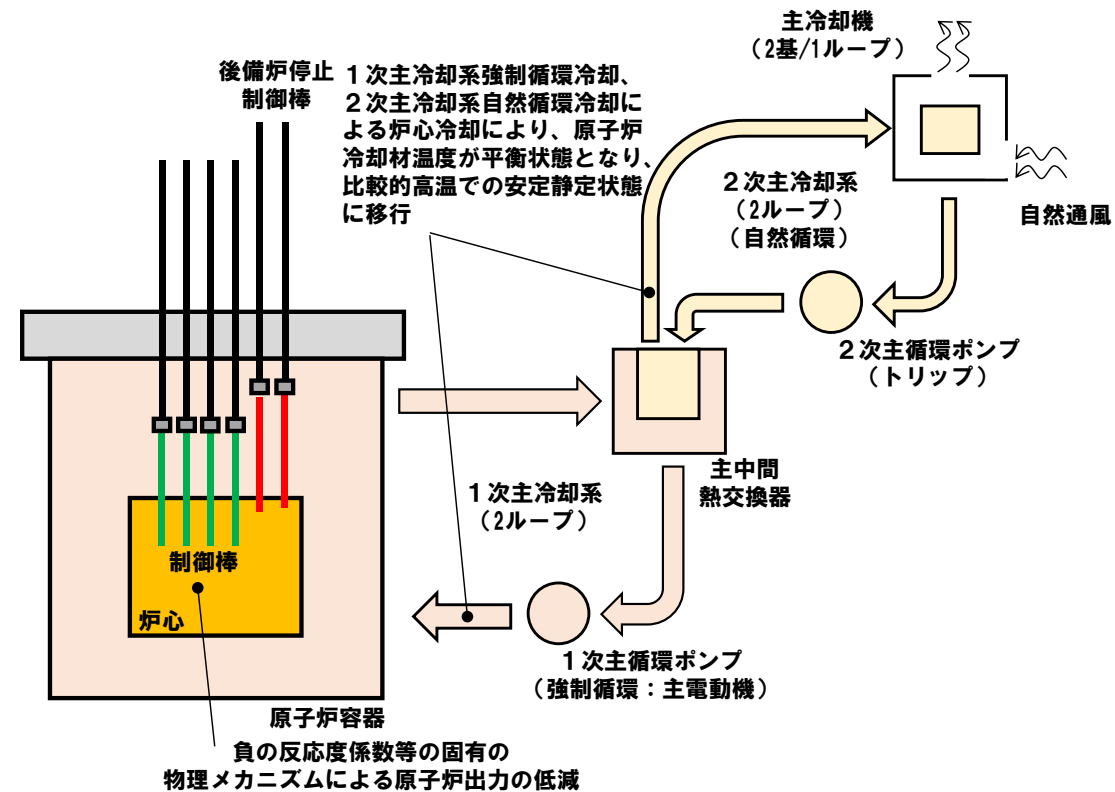 後備炉停止
制御棒
1次主冷却系強制循環冷却、
2次主冷却系自然循環冷却に
よる炉心冷却により、原子炉
冷却材温度が平衡状態となり、
比較的高温での安定静定状態
に移行
主冷却機
（2基/1ループ）
自然通風
2次主冷却系
（2ループ）
（自然循環）
2次主循環ポンプ
（トリップ）
主中間
熱交換器
1次主冷却系
（2ループ）
1次主循環ポンプ
（強制循環：主電動機）
制御棒
炉心
原子炉容器
負の反応度係数等の固有の
物理メカニズムによる原子炉出力の低減